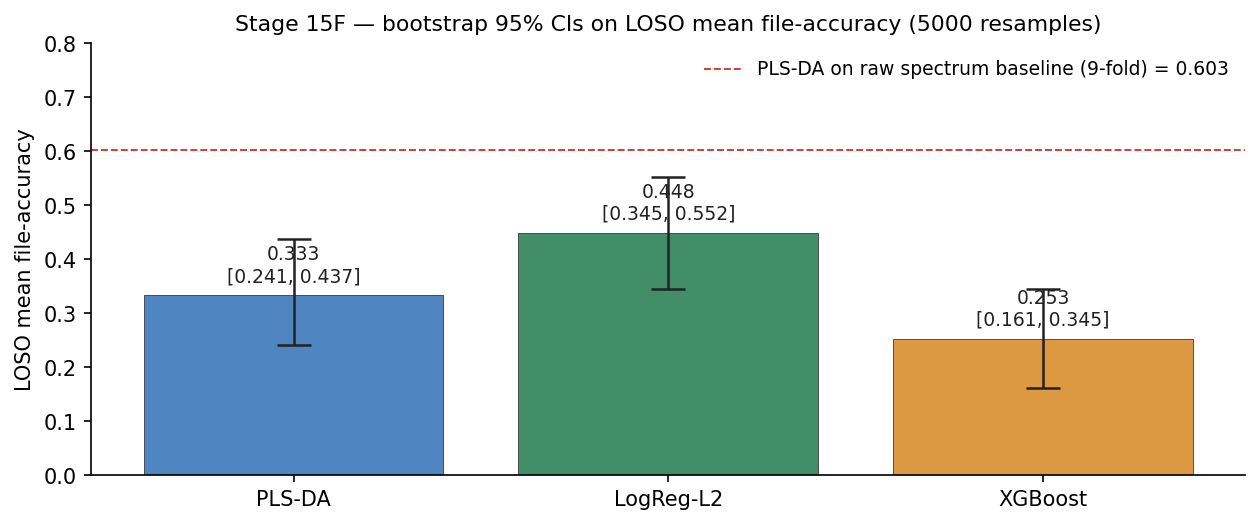 Stage 15F — bootstrap 95% CIs on LOSO mean file-accuracy (5000 resamples)
PLS-DA on raw spectrum baseline (9-fold) = 0.603
LOSO mean file-accuracy
0.8
0.7
0.6
0.5
0.4
0.3
0.2
0.1
0.0
0.333
[0.241, 0.437]
0.448
[0.345, 0.552]
0.253
[0.161, 0.345]
PLS-DA
LogReg-L2
XGBoost